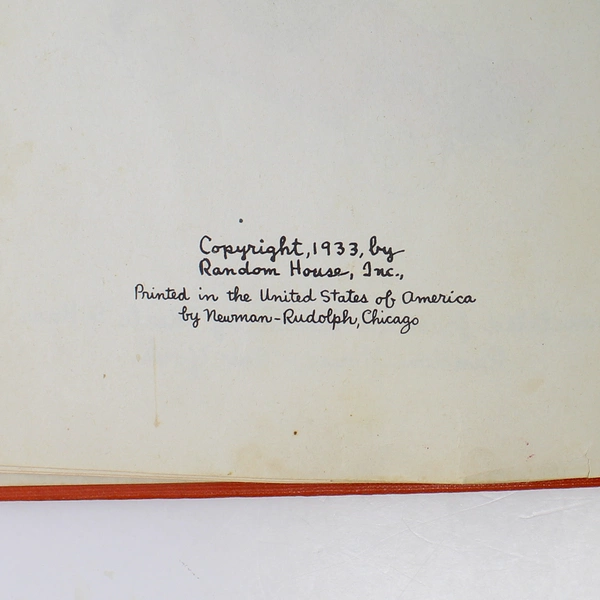 Copyright, 1933, by
Random House, Inc.,
Printed in the United States of America
by Newman-Rudolph, Chicago